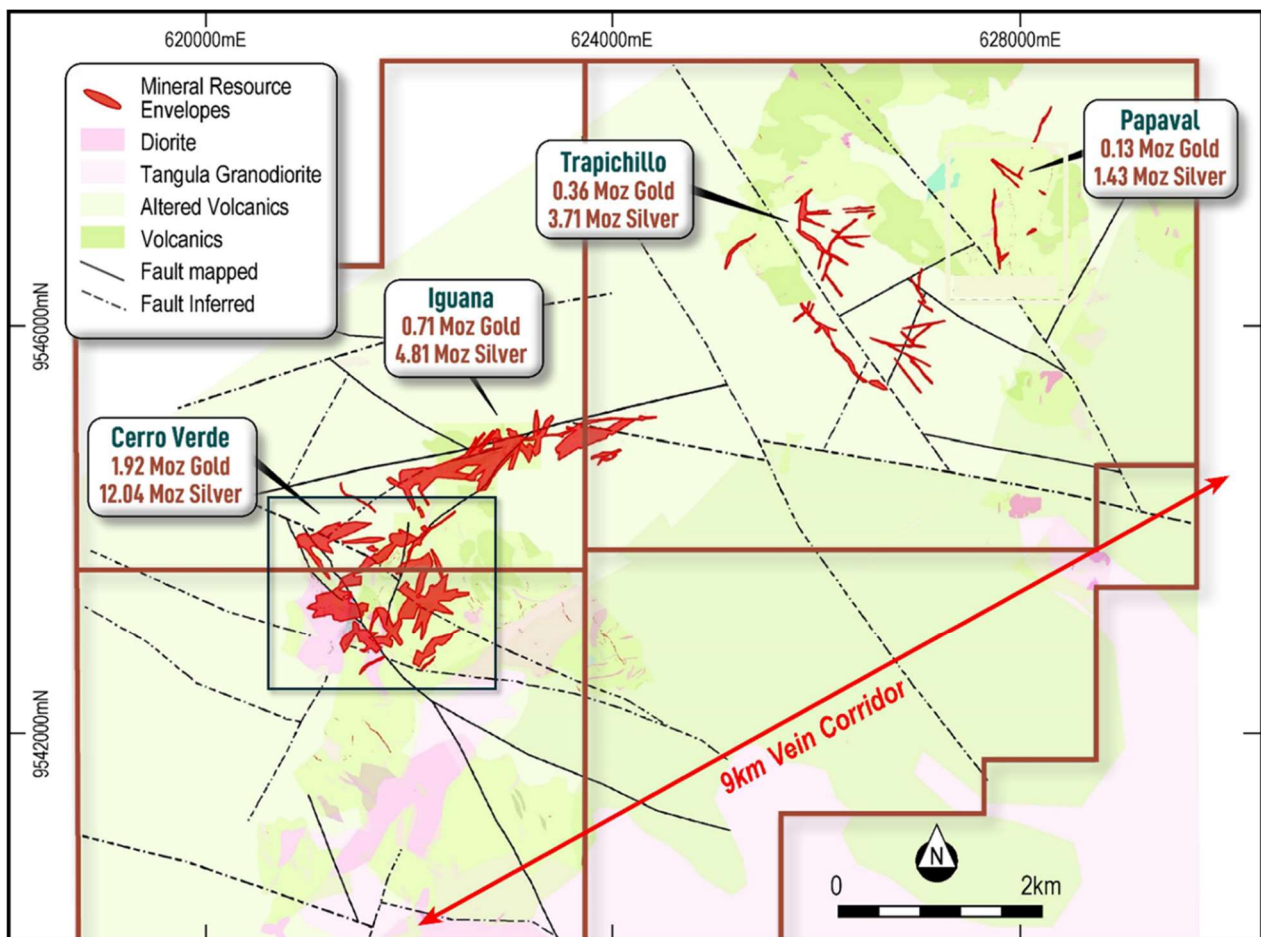 620000mE
624000mE
628000mE
Mineral Resource
Envelopes
Diorite
Tangula Granodiorite
Altered Volcanics
Volcanics
Fault mapped
Fault Inferred
Papaval
0.13 Moz Gold
1.43 Moz Silver
Trapichillo
0.36 Moz Gold
3.71 Moz Silver
Iguana
0.71 Moz Gold
4.81 Moz Silver
Cerro Verde
1.92 Moz Gold
12.04 Moz Silver
9546000mN
9542000mN
9km Vein Corridor
N
0
2km